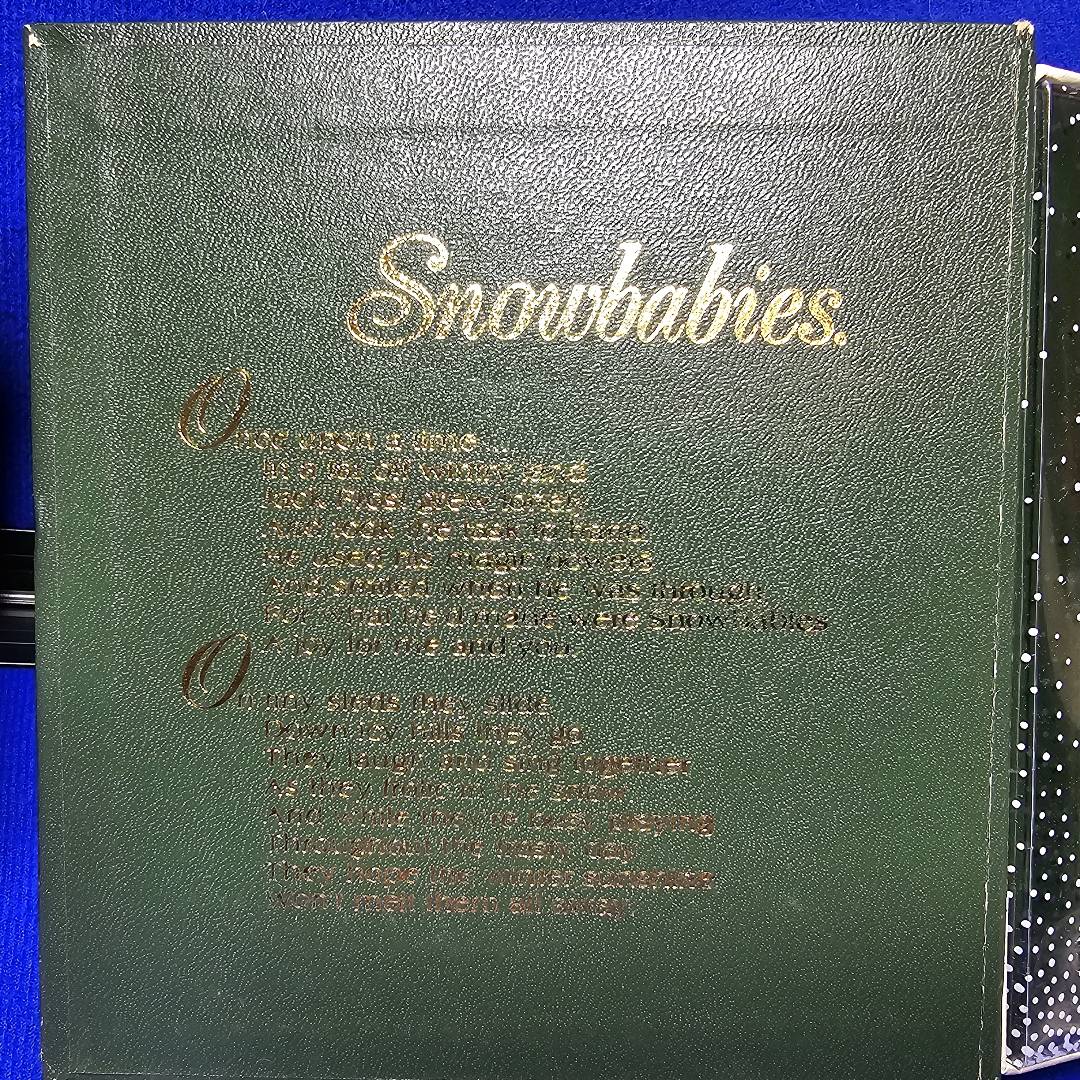 Snowbabies.
Once upon a time...
In a far off wintry land
Jack Frost grew lonely
And took the task to hand
He used his magic powers
And smiled when he was through
For what he'd made were Snowbabies
A joy for me and you.
On tiny sleds they slide
Down icy hills they go
They laugh and sing together
As they frolic in the snow
And while they're busy playing
Throughout the day
They hope the winter sunshine
Won't melt them all away.